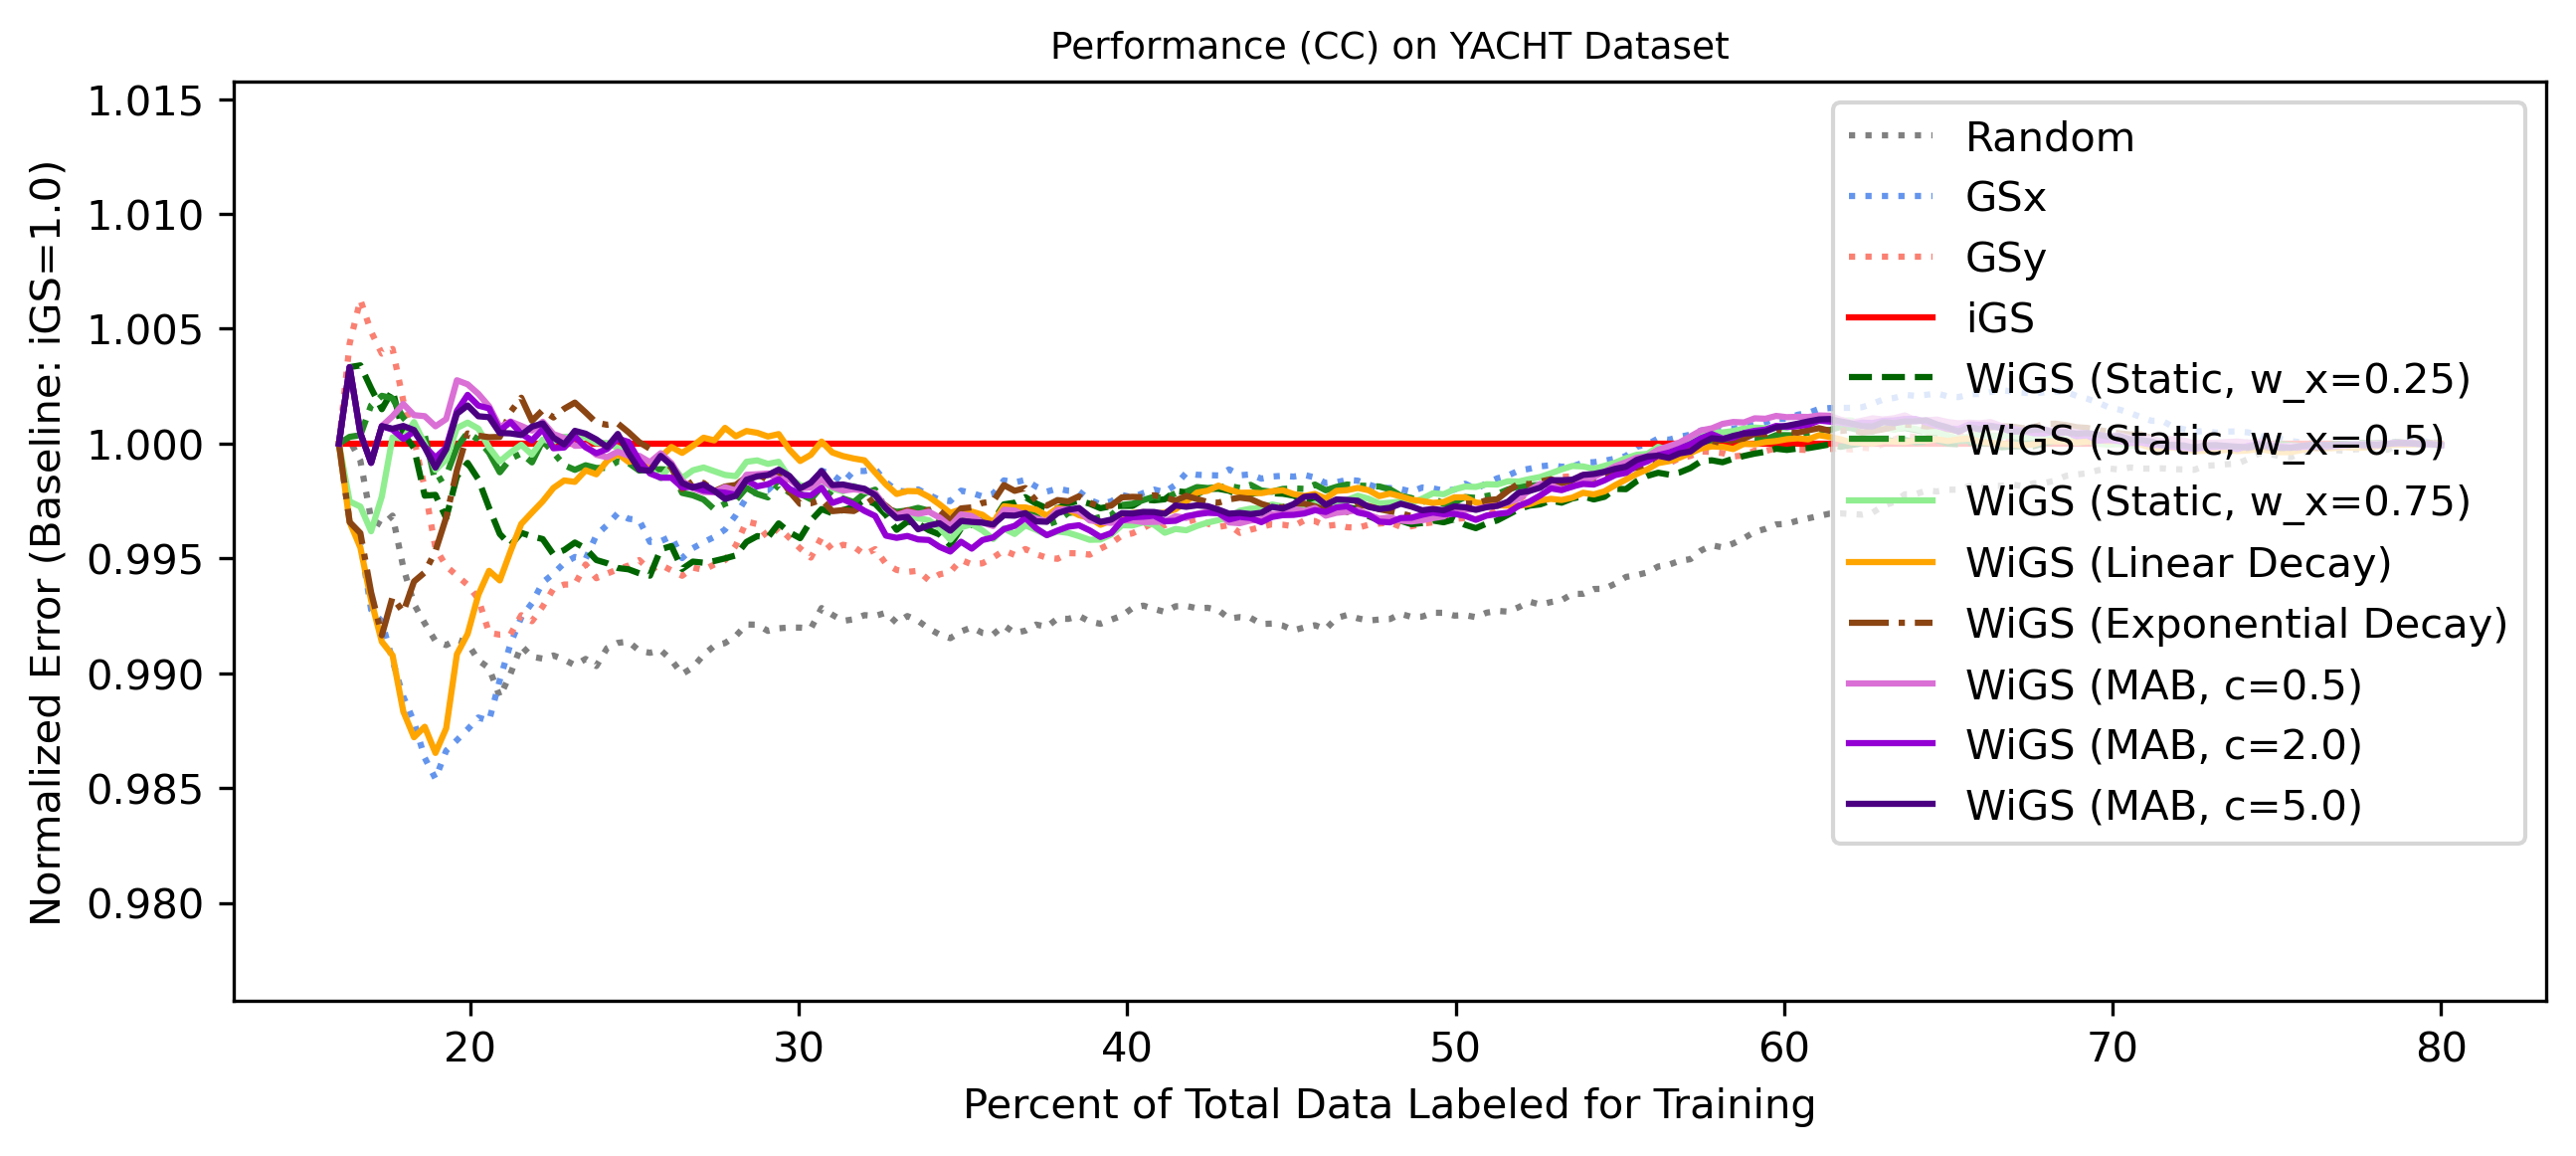 Performance (CC) on YACHT Dataset
Normalized Error (Baseline: iGS=1.0)
1.015
1.010
1.005
1.000
0.995
0.990
0.985
0.980
Random
GSx
GSy
iGS
WiGS (Static, w_x=0.25)
WiGS (Static, w_x=0.5)
WiGS (Static, w_x=0.75)
WiGS (Linear Decay)
WiGS (Exponential Decay)
WiGS (MAB, c=0.5)
WiGS (MAB, c=2.0)
WiGS (MAB, c=5.0)
20 30 40 50 60 70 80
Percent of Total Data Labeled for Training